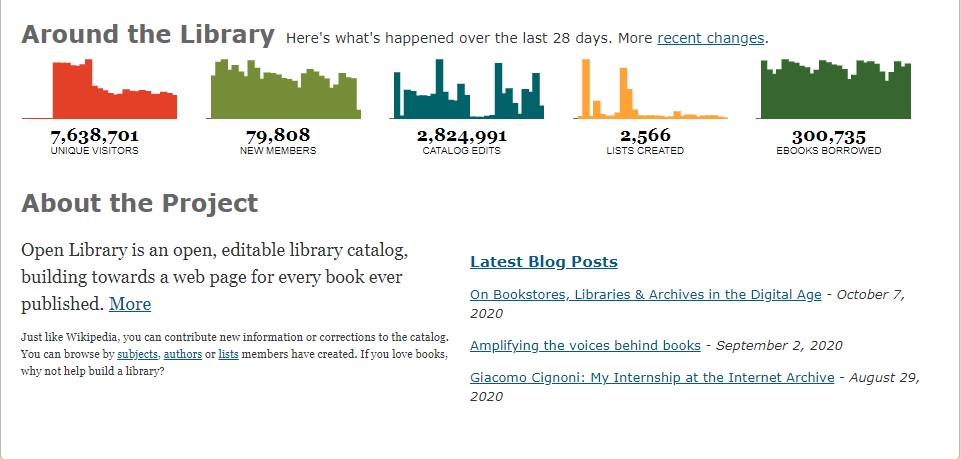 Around the Library Here's what's happened over the last 28 days. More recent changes.
7,638,701 79,808 2,824,991 2,566 300,735
UNIQUE VISITORS NEW MEMBERS CATALOG EDITS LISTS CREATED EBOOKS BORROWED
About the Project
Open Library is an open, editable library catalog,
building towards a web page for every book ever
published. More
Just like Wikipedia, you can contribute new information or corrections to the catalog.
You can browse by subjects, authors or lists members have created. If you love books,
why not help build a library?
Latest Blog Posts
On Bookstores, Libraries & Archives in the Digital Age - October 7,
2020
Amplifying the voices behind books - September 2, 2020
Giacomo Cignoni: My Internship at the Internet Archive - August 29,
2020